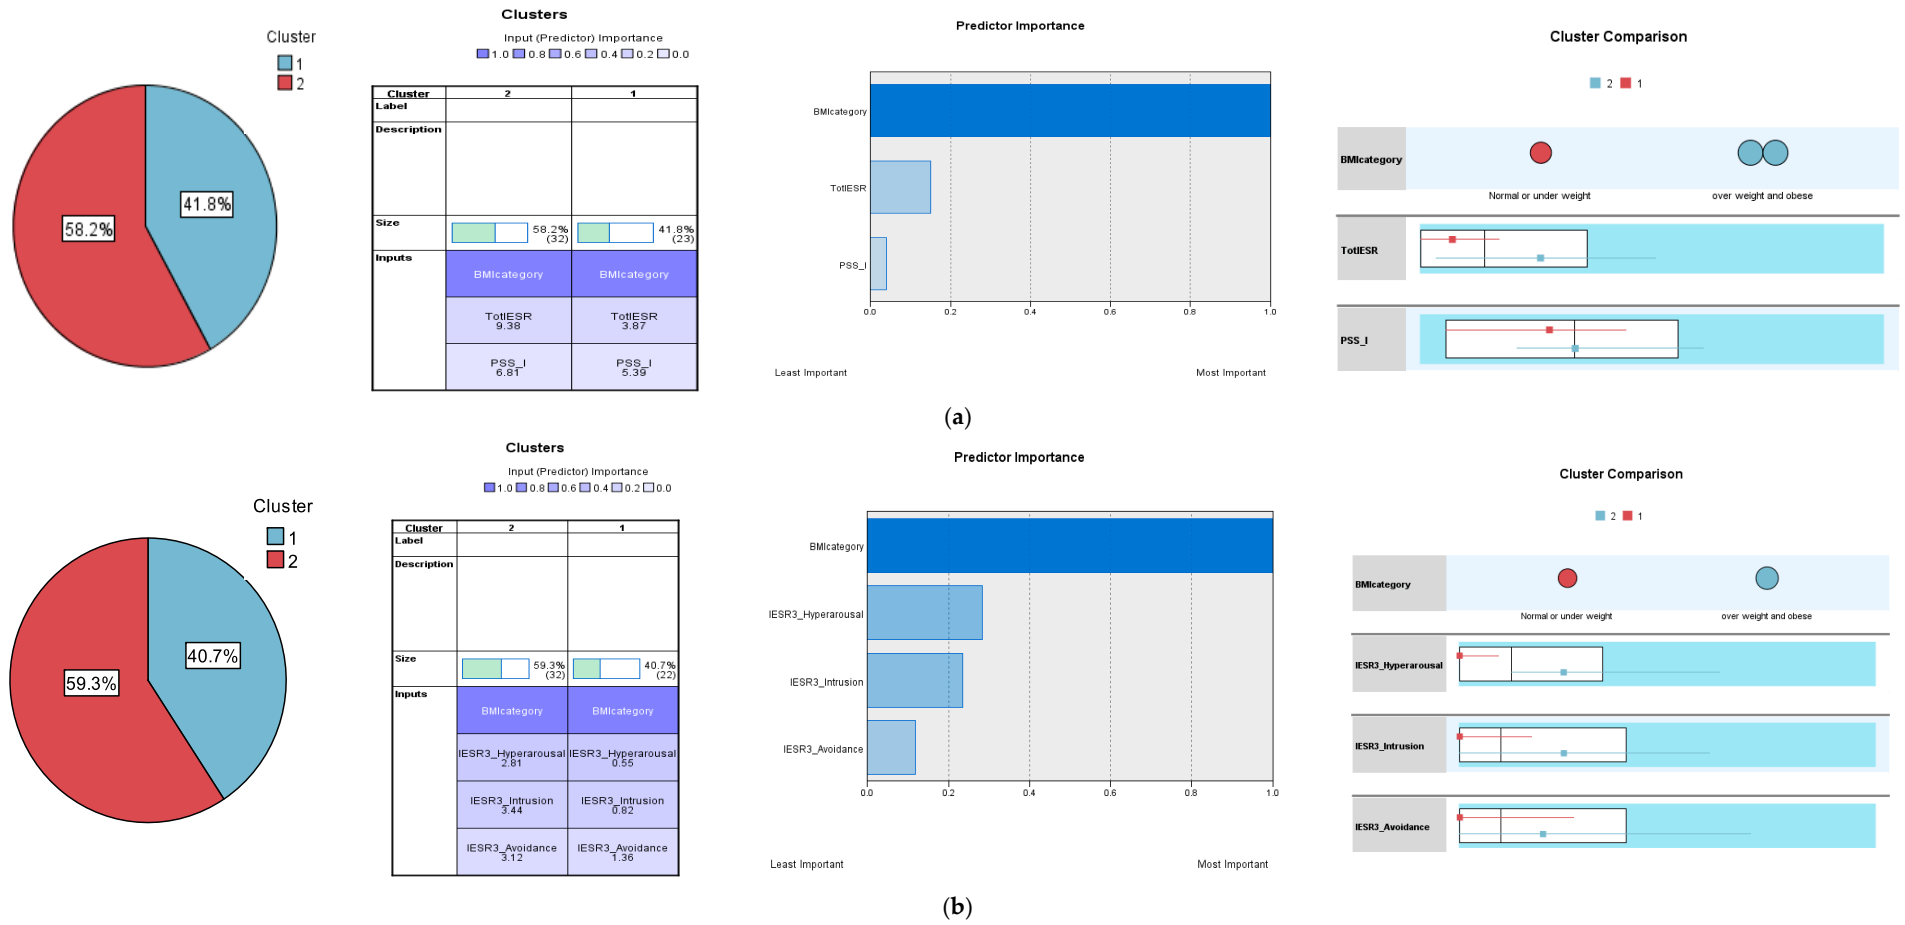 Cluster
1
2
41.8%
58.2%
Clusters
Input (Predictor) Importance
1.0 0.8 0.6 0.4 0.2 0.0
Cluster 2 1
Label
Description
Size 58.2% (32) 41.8% (23)
Inputs BMIcategory BMIcategory
TotIESR TotIESR
9.38 3.87
PSS_I PSS_I
6.81 5.39
Predictor Importance
BMIcategory
TotIESR
PSS_I
0.0 0.2 0.4 0.6 0.8 1.0
Least Important Most Important
Cluster Comparison
2 1
BMIcategory
Normal or under weight over weight and obese
TotIESR
PSS_I
(a)
Cluster
1
2
40.7%
59.3%
Clusters
Input (Predictor) Importance
1.0 0.8 0.6 0.4 0.2 0.0
Cluster 2 1
Label
Description
Size 59.3% (32) 40.7% (22)
Inputs BMIcategory BMIcategory
IESR3_Hyperarousal IESR3_Hyperarousal
2.81 0.55
IESR3_Intrusion IESR3_Intrusion
3.44 0.82
IESR3_Avoidance IESR3_Avoidance
3.12 1.36
Predictor Importance
BMIcategory
IESR3_Hyperarousal
IESR3_Intrusion
IESR3_Avoidance
0.0 0.2 0.4 0.6 0.8 1.0
Least Important Most Important
Cluster Comparison
2 1
BMIcategory
Normal or under weight over weight and obese
IESR3_Hyperarousal
IESR3_Intrusion
IESR3_Avoidance
(b)